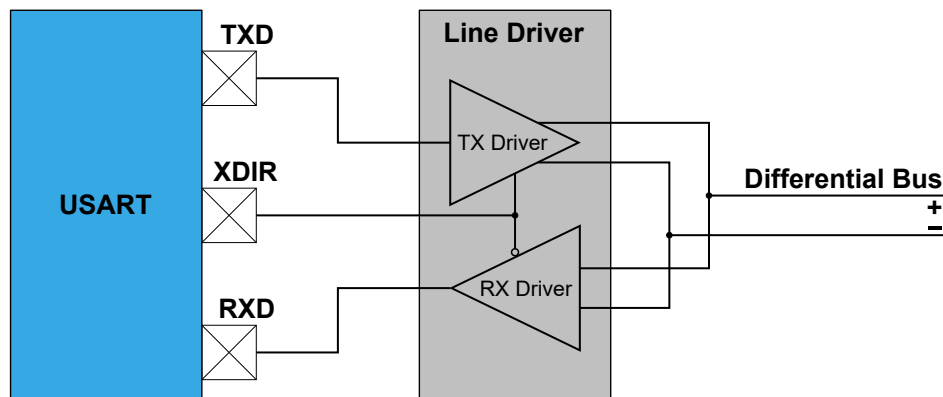 TXD
Line Driver
TX Driver
XDIR
USART
Differential Bus
+
−
RX Driver
RXD